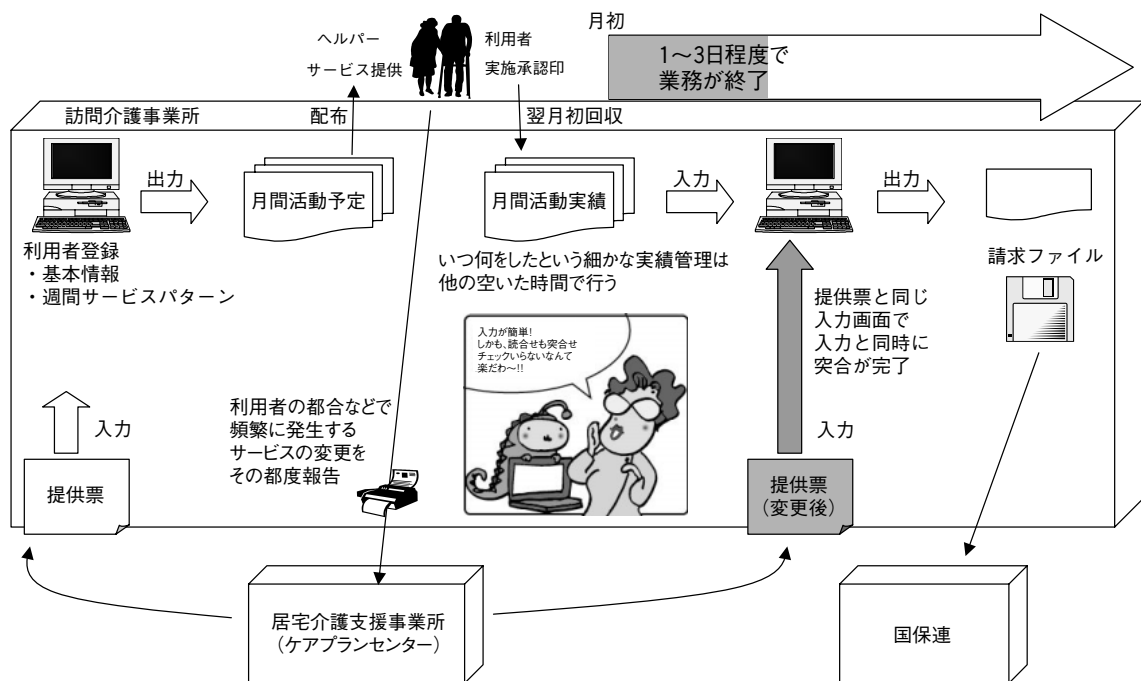 月初
1〜3日程度で
業務が終了
ヘルパー
サービス提供
利用者
実施承認印
訪問介護事業所
配布
翌月初回収
出力
月間活動予定
月間活動実績
入力
出力
利用者登録
・基本情報
・週間サービスパターン
いつ何をしたという細かな実績管理は
他の空いた時間で行う
請求ファイル
提供票と同じ
入力画面で
入力と同時に
突合が完了
入力が簡単!
しかも、読合せも突合せ
チェックいらないなんて
楽だわ〜!!
利用者の都合などで
頻繁に発生する
サービスの変更を
その都度報告
入力
入力
提供票
提供票
（変更後）
居宅介護支援事業所
（ケアプランセンター）
国保連